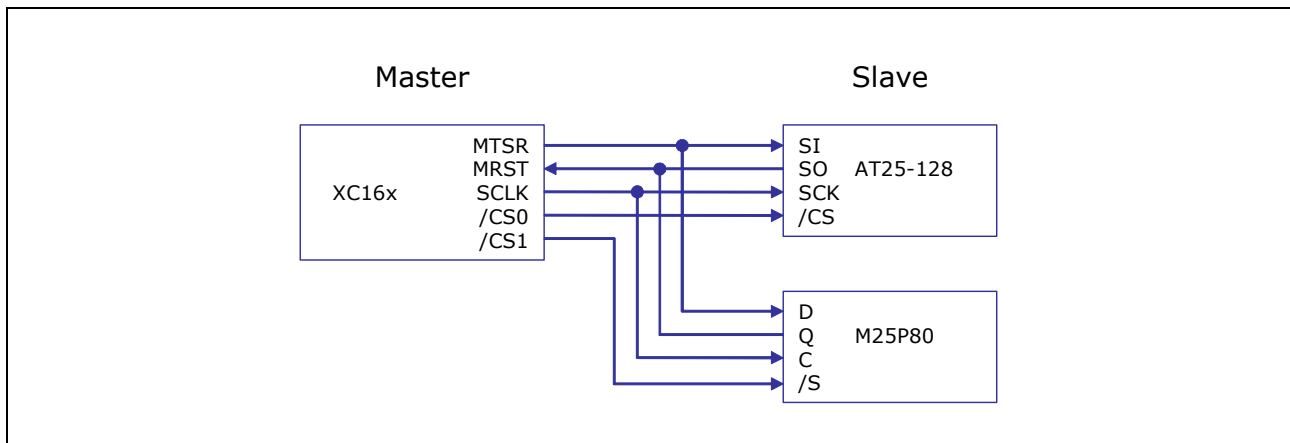 Master
Slave
MTSR
MRST
SCLK
/CS0
/CS1
XC16x
SI
SO
SCK
/CS
AT25-128
D
Q
C
/S
M25P80